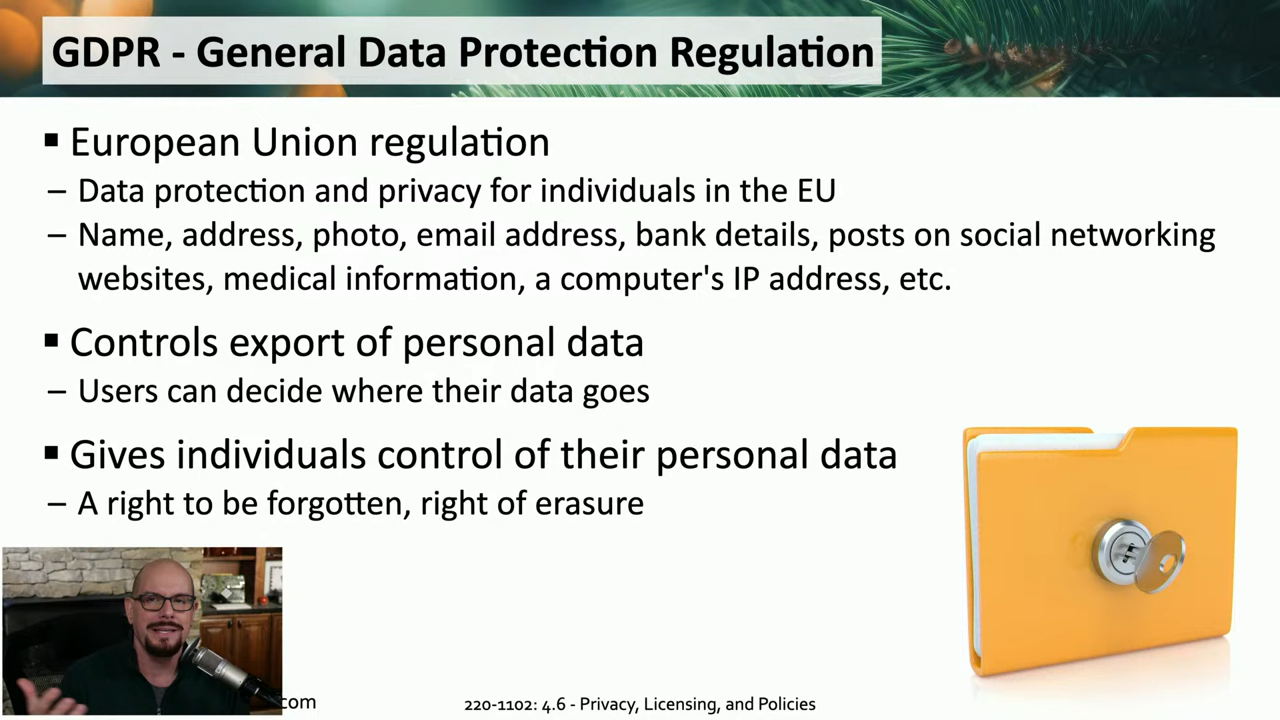 GDPR - General Data Protection Regulation
▪ European Union regulation
– Data protection and privacy for individuals in the EU
– Name, address, photo, email address, bank details, posts on social networking
websites, medical information, a computer's IP address, etc.
▪ Controls export of personal data
– Users can decide where their data goes
▪ Gives individuals control of their personal data
– A right to be forgotten, right of erasure
.com
220-1102: 4.6 - Privacy, Licensing, and Policies